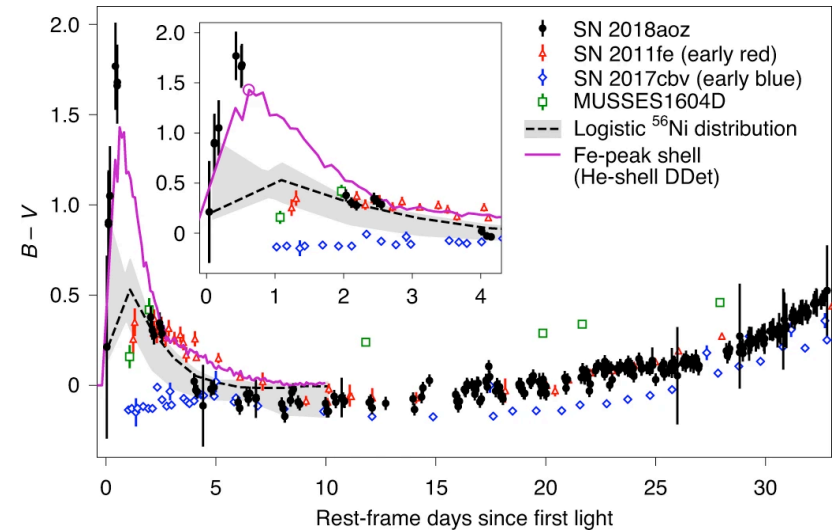 2.0
1.5
1.0
0.5
0
B – V
2.0
1.5
1.0
0.5
0
0 1 2 3 4
SN 2018aoz
SN 2011fe (early red)
SN 2017cbv (early blue)
MUSSES1604D
Logistic ⁵⁶Ni distribution
Fe-peak shell
(He-shell DDet)
0 5 10 15 20 25 30
Rest-frame days since first light